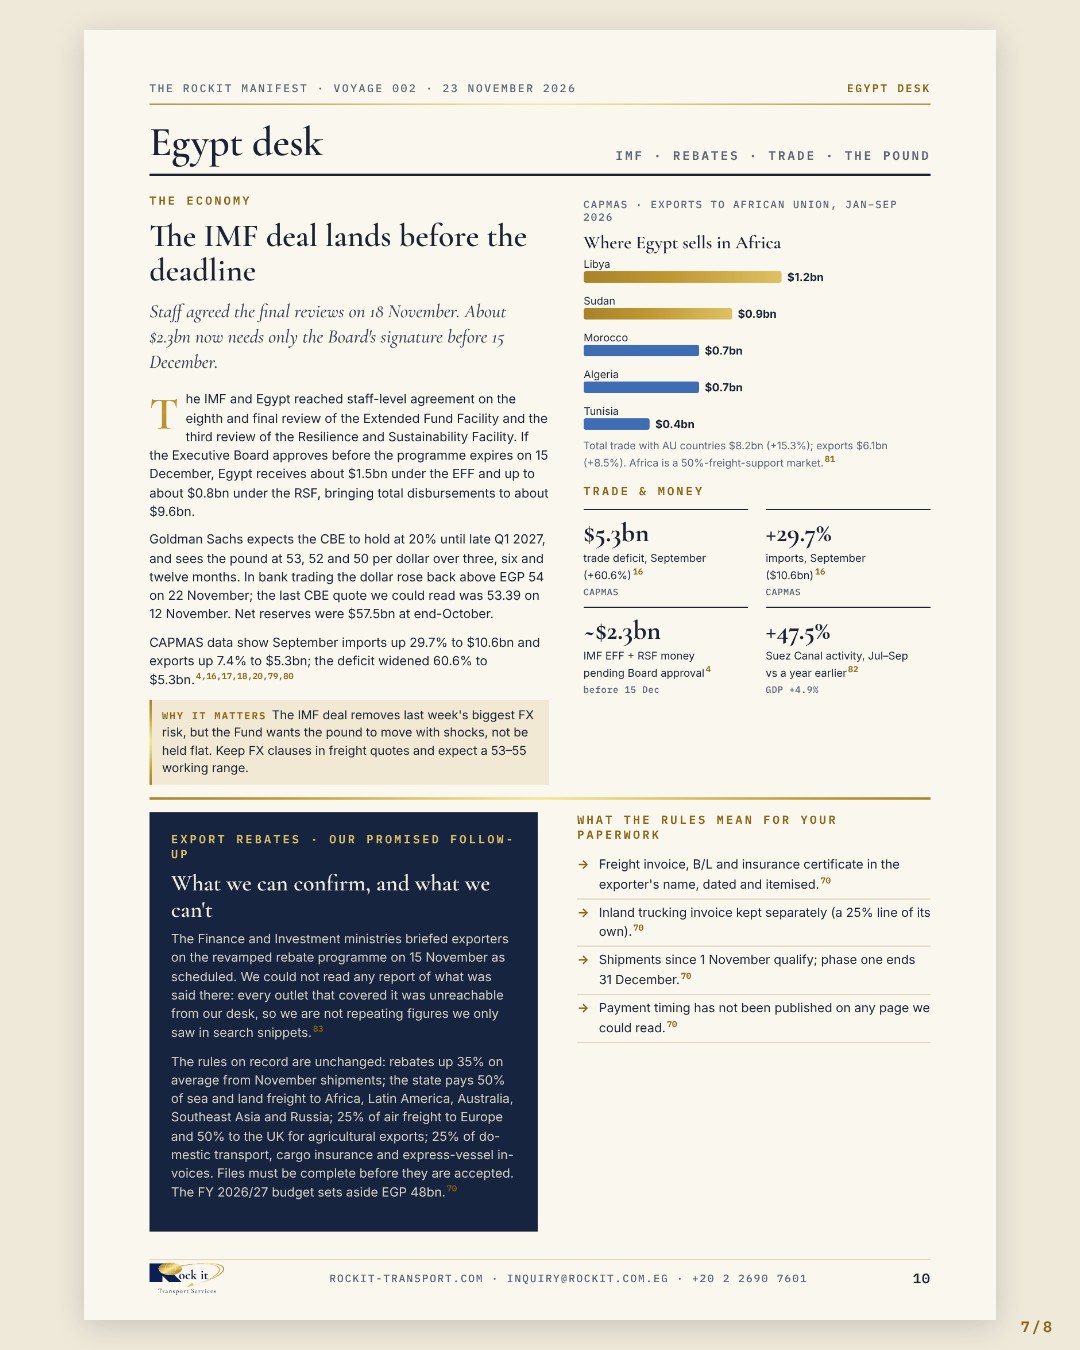 THE ROCKIT MANIFEST · VOYAGE 002 · 23 NOVEMBER 2026
EGYPT DESK
Egypt desk
IMF · REBATES · TRADE · THE POUND
THE ECONOMY
The IMF deal lands before the
deadline
Staff agreed the final reviews on 18 November. About
$2.3bn now needs only the Board's signature before 15
December.
The IMF and Egypt reached staff-level agreement on the
eighth and final review of the Extended Fund Facility and the
third review of the Resilience and Sustainability Facility. If
the Executive Board approves before the programme expires on 15
December, Egypt receives about $1.5bn under the EFF and up to
about $0.8bn under the RSF, bringing total disbursements to about
$9.6bn.
Goldman Sachs expects the CBE to hold at 20% until late Q1 2027,
and sees the pound at 53, 52 and 50 per dollar over three, six and
twelve months. In bank trading the dollar rose back above EGP 54
on 22 November; the last CBE quote we could read was 53.39 on
12 November. Net reserves were $57.5bn at end-October.
CAPMAS data show September imports up 29.7% to $10.6bn and
exports up 7.4% to $5.3bn; the deficit widened 60.6% to
$5.3bn.4,16,17,18,20,79,80
WHY IT MATTERS The IMF deal removes last week's biggest FX
risk, but the Fund wants the pound to move with shocks, not be
held flat. Keep FX clauses in freight quotes and expect a 53–55
working range.
CAPMAS · EXPORTS TO AFRICAN UNION, JAN–SEP
2026
Where Egypt sells in Africa
Libya
$1.2bn
Sudan
$0.9bn
Morocco
$0.7bn
Algeria
$0.7bn
Tunisia
$0.4bn
Total trade with AU countries $8.2bn (+15.3%); exports $6.1bn
(+8.5%). Africa is a 50%-freight-support market.81
TRADE & MONEY
$5.3bn
trade deficit, September
(+60.6%)16
CAPMAS
+29.7%
imports, September
($10.6bn)16
CAPMAS
~$2.3bn
IMF EFF + RSF money
pending Board approval4
before 15 Dec
+47.5%
Suez Canal activity, Jul–Sep
vs a year earlier82
GDP +4.9%
EXPORT REBATES · OUR PROMISED FOLLOW-
UP
What we can confirm, and what we
can't
The Finance and Investment ministries briefed exporters
on the revamped rebate programme on 15 November as
scheduled. We could not read any report of what was
said there: every outlet that covered it was unreachable
from our desk, so we are not repeating figures we only
saw in search snippets.83
The rules on record are unchanged: rebates up 35% on
average from November shipments; the state pays 50%
of sea and land freight to Africa, Latin America, Australia,
Southeast Asia and Russia; 25% of air freight to Europe
and 50% to the UK for agricultural exports; 25% of do-
mestic transport, cargo insurance and express-vessel in-
voices. Files must be complete before they are accepted.
The FY 2026/27 budget sets aside EGP 48bn.70
WHAT THE RULES MEAN FOR YOUR
PAPERWORK
→ Freight invoice, B/L and insurance certificate in the
exporter's name, dated and itemised.70
→ Inland trucking invoice kept separately (a 25% line of its
own).70
→ Shipments since 1 November qualify; phase one ends
31 December.70
→ Payment timing has not been published on any page we
could read.70
Rock it
Transport Services
ROCKIT-TRANSPORT.COM · INQUIRY@ROCKIT.COM.EG · +20 2 2690 7601
10
7/8